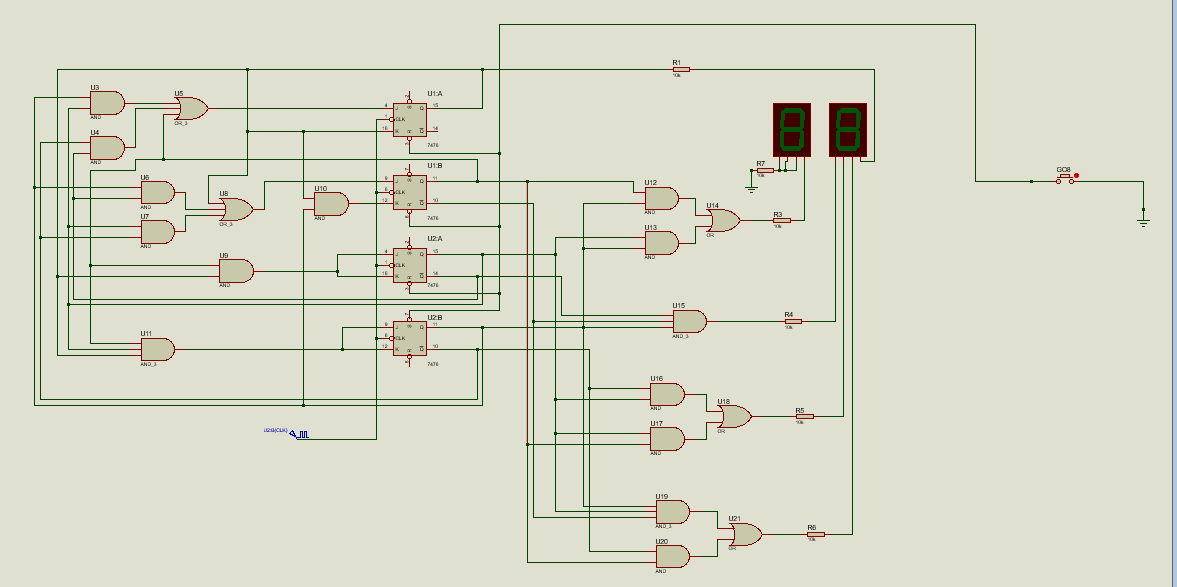 R1
10k
U3
AND
U5
OR_3
U1:A
4
J
Q
15
1
CLK
16
K
Q
14
7476
U4
AND
U1:B
9
J
Q
11
6
CLK
12
K
Q
10
7476
U6
AND
U8
OR_3
U10
AND
U7
AND
U2:A
4
J
Q
15
1
CLK
16
K
Q
14
7476
U9
AND
U2:B
9
J
Q
11
6
CLK
12
K
Q
10
7476
U11
AND_3
U2:B(CLK)
R7
10k
GO8
U12
AND
U14
OR
R3
10k
U13
AND
U15
AND_3
R4
10k
U16
AND
U18
OR
R5
10k
U17
AND
U19
AND_3
U21
OR
R6
10k
U20
AND